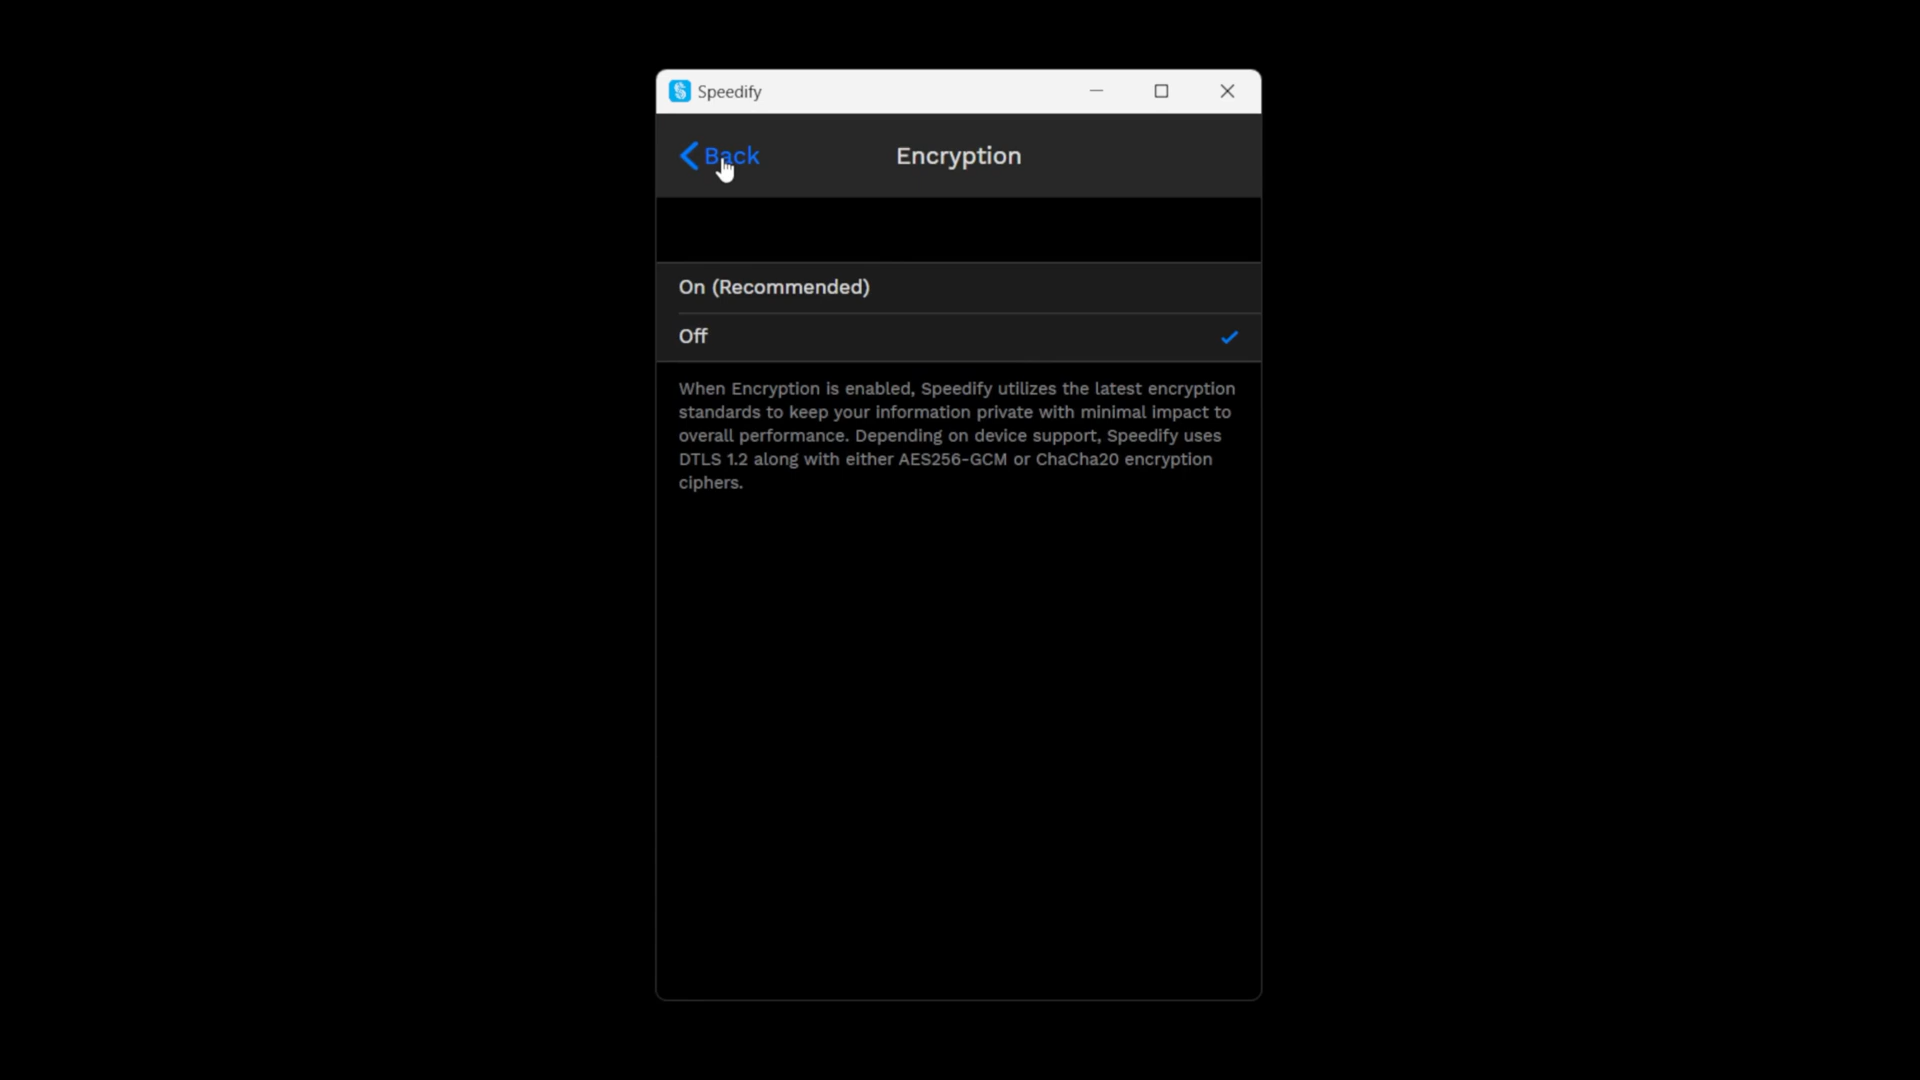 Speedify
Back
Encryption
On (Recommended)
Off
When Encryption is enabled, Speedify utilizes the latest encryption
standards to keep your information private with minimal impact to
overall performance. Depending on device support, Speedify uses
DTLS 1.2 along with either AES256-GCM or ChaCha20 encryption
ciphers.